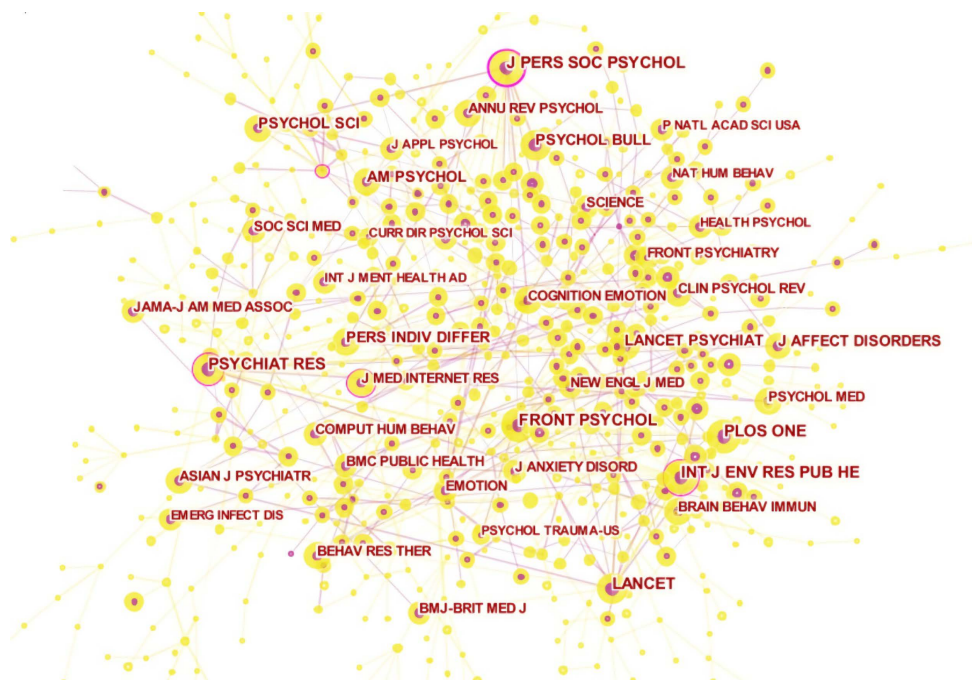 J PERS SOC PSYCHOL
ANNU REV PSYCHOL
PSYCHOL SCI
P NATL ACAD SCI USA
J APPL PSYCHOL
PSYCHOL BULL
AM PSYCHOL
NAT HUM BEHAV
SCIENCE
SOC SCI MED
HEALTH PSYCHOL
CURR DIR PSYCHOL SCI
FRONT PSYCHIATRY
INT J MENT HEALTH AD
CLIN PSYCHOL REV
COGNITION EMOTION
JAMA-J AM MED ASSOC
PERS INDIV DIFFER
LANCET PSYCHIAT
J AFFECT DISORDERS
PSYCHIAT RES
J MED INTERNET RES
NEW ENGL J MED
PSYCHOL MED
FRONT PSYCHOL
COMPUT HUM BEHAV
PLOS ONE
BMC PUBLIC HEALTH
J ANXIETY DISORD
INT J ENV RES PUB HE
ASIAN J PSYCHIATR
EMOTION
BRAIN BEHAV IMMUN
EMERG INFECT DIS
PSYCHOL TRAUMA-US
BEHAV RES THER
LANCET
BMJ-BRIT MED J